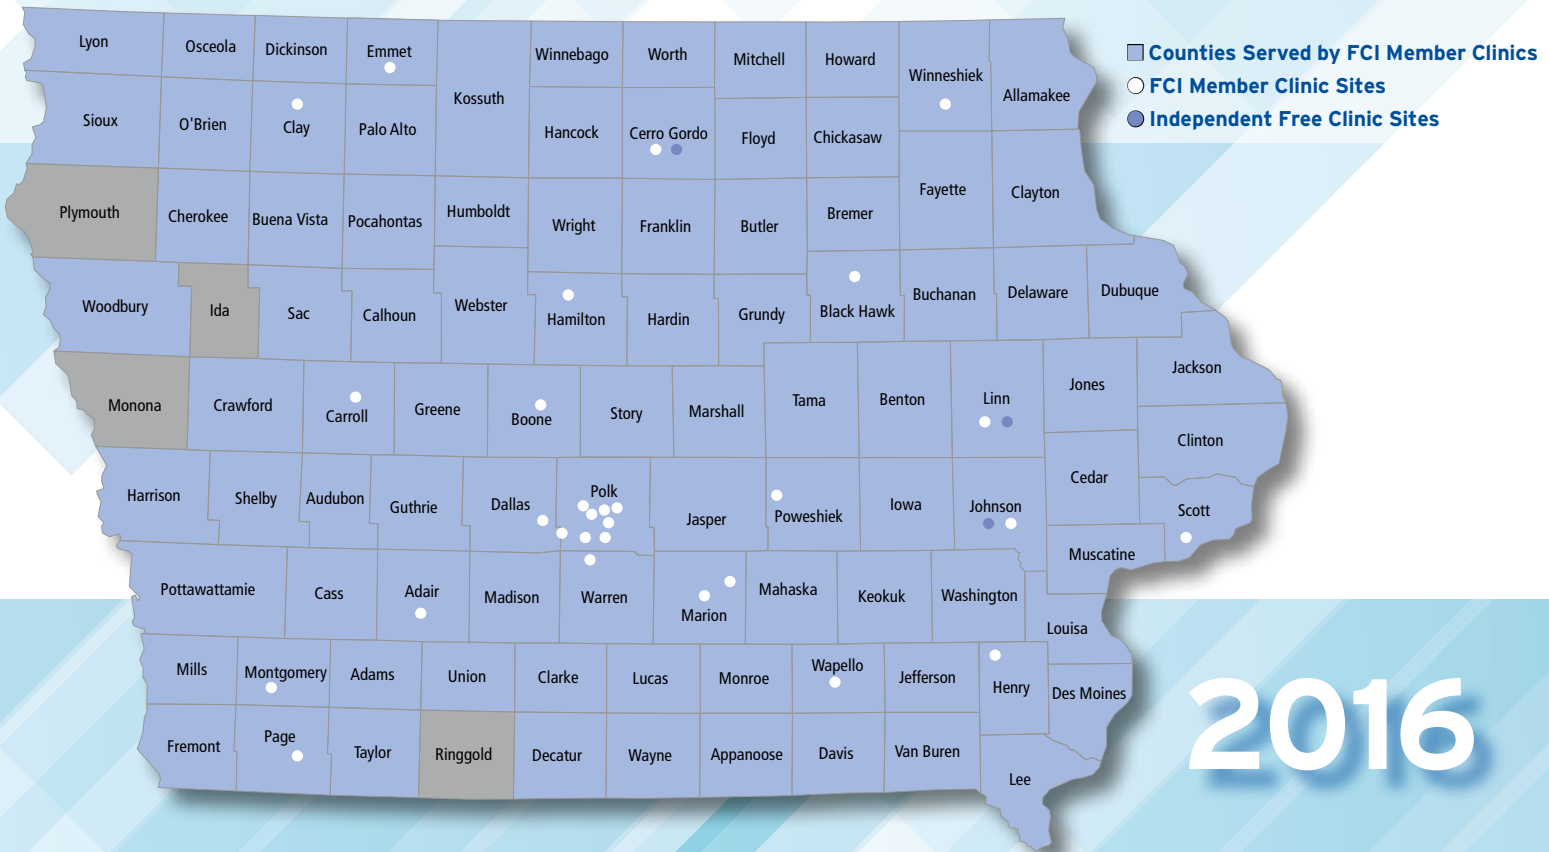 Counties Served by FCI Member Clinics
FCI Member Clinic Sites
Independent Free Clinic Sites
Lyon
Osceola
Dickinson
Emmet
Kossuth
Winnebago
Worth
Mitchell
Howard
Winneshiek
Allamakee
Sioux
O'Brien
Clay
Palo Alto
Hancock
Cerro Gordo
Floyd
Chickasaw
Plymouth
Cherokee
Buena Vista
Pocahontas
Humboldt
Wright
Franklin
Butler
Bremer
Fayette
Clayton
Woodbury
Ida
Sac
Calhoun
Webster
Hamilton
Hardin
Grundy
Black Hawk
Buchanan
Delaware
Dubuque
Monona
Crawford
Carroll
Greene
Boone
Story
Marshall
Tama
Benton
Linn
Jones
Jackson
Clinton
Cedar
Harrison
Shelby
Audubon
Guthrie
Dallas
Polk
Jasper
Poweshiek
Iowa
Johnson
Scott
Muscatine
Pottawattamie
Cass
Adair
Madison
Warren
Marion
Mahaska
Keokuk
Washington
Louisa
Mills
Montgomery
Adams
Union
Clarke
Lucas
Monroe
Wapello
Jefferson
Henry
Des Moines
Fremont
Page
Taylor
Ringgold
Decatur
Wayne
Appanoose
Davis
Van Buren
Lee
2016